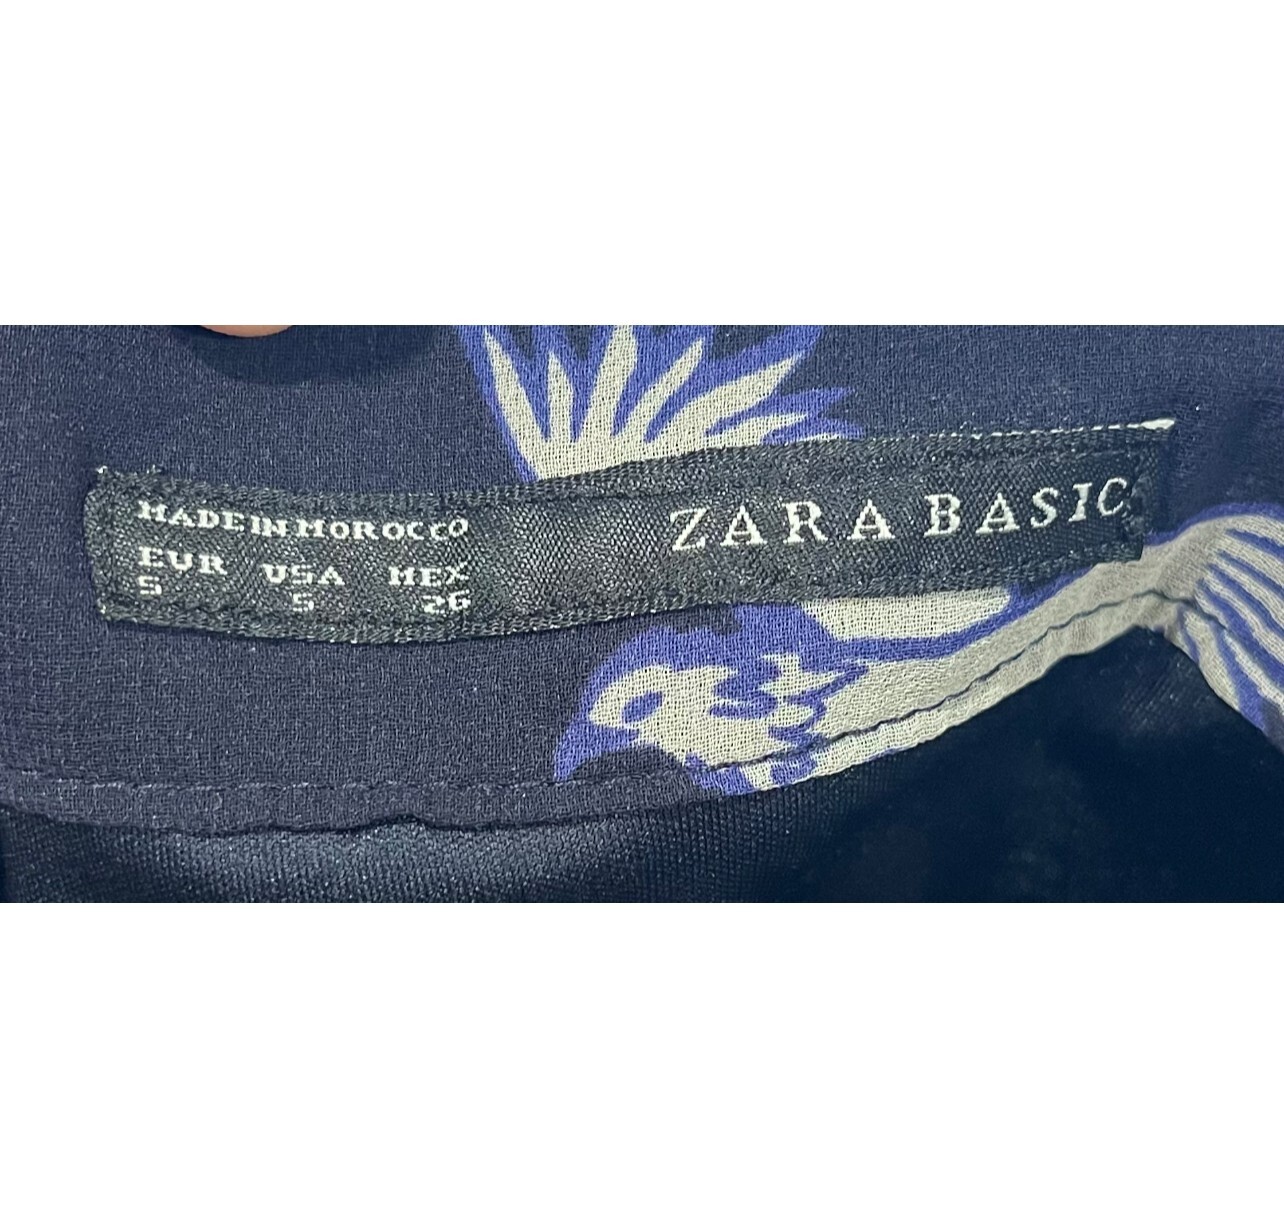 MADE IN MOROCCO
EUR USA MEX
S S 26
ZARA BASIC